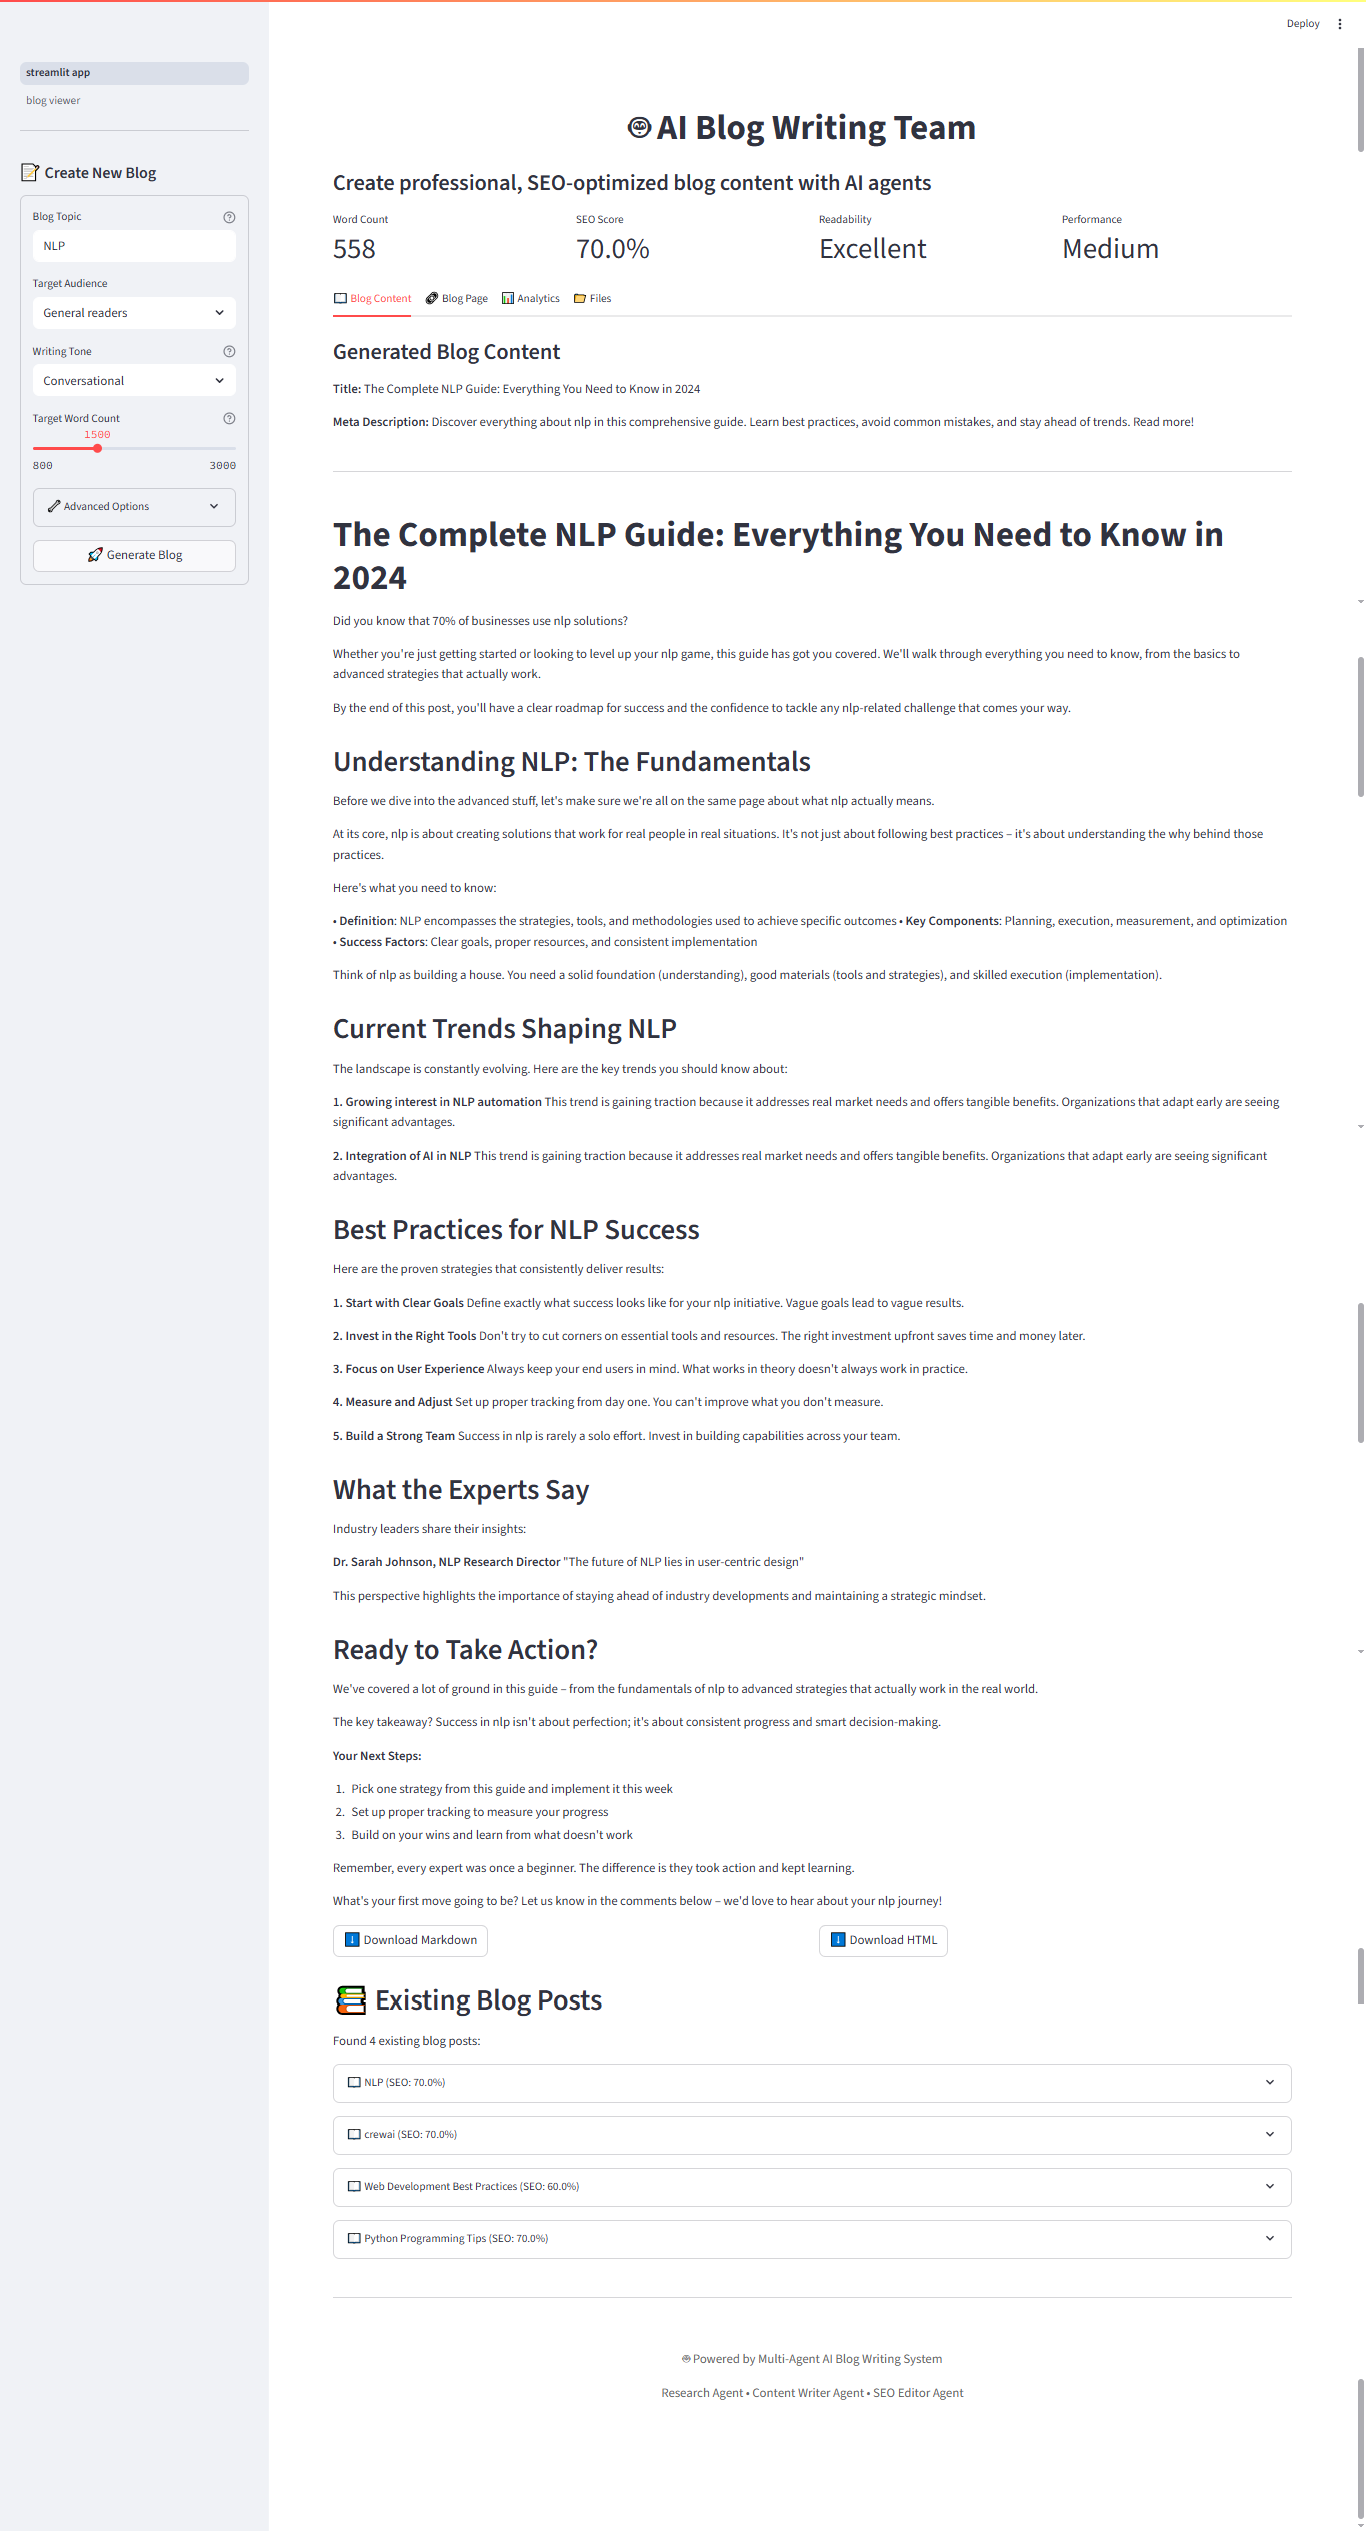 Deploy
streamlit app
blog viewer
📝 Create New Blog
Blog Topic
NLP
Target Audience
General readers
Writing Tone
Conversational
Target Word Count
1500
800 3000
Advanced Options
🚀 Generate Blog
AI Blog Writing Team
Create professional, SEO-optimized blog content with AI agents
Word Count SEO Score Readability Performance
558 70.0% Excellent Medium
Blog Content Blog Page Analytics Files
Generated Blog Content
Title: The Complete NLP Guide: Everything You Need to Know in 2024
Meta Description: Discover everything about nlp in this comprehensive guide. Learn best practices, avoid common mistakes, and stay ahead of trends. Read more!
The Complete NLP Guide: Everything You Need to Know in
2024
Did you know that 70% of businesses use nlp solutions?
Whether you're just getting started or looking to level up your nlp game, this guide has got you covered. We'll walk through everything you need to know, from the basics to
advanced strategies that actually work.
By the end of this post, you'll have a clear roadmap for success and the confidence to tackle any nlp-related challenge that comes your way.
Understanding NLP: The Fundamentals
Before we dive into the advanced stuff, let's make sure we're all on the same page about what nlp actually means.
At its core, nlp is about creating solutions that work for real people in real situations. It's not just about following best practices – it's about understanding the why behind those
practices.
Here's what you need to know:
• Definition: NLP encompasses the strategies, tools, and methodologies used to achieve specific outcomes • Key Components: Planning, execution, measurement, and optimization
• Success Factors: Clear goals, proper resources, and consistent implementation
Think of nlp as building a house. You need a solid foundation (understanding), good materials (tools and strategies), and skilled execution (implementation).
Current Trends Shaping NLP
The landscape is constantly evolving. Here are the key trends you should know about:
1. Growing interest in NLP automation This trend is gaining traction because it addresses real market needs and offers tangible benefits. Organizations that adapt early are seeing
significant advantages.
2. Integration of AI in NLP This trend is gaining traction because it addresses real market needs and offers tangible benefits. Organizations that adapt early are seeing significant
advantages.
Best Practices for NLP Success
Here are the proven strategies that consistently deliver results:
1. Start with Clear Goals Define exactly what success looks like for your nlp initiative. Vague goals lead to vague results.
2. Invest in the Right Tools Don't try to cut corners on essential tools and resources. The right investment upfront saves time and money later.
3. Focus on User Experience Always keep your end users in mind. What works in theory doesn't always work in practice.
4. Measure and Adjust Set up proper tracking from day one. You can't improve what you don't measure.
5. Build a Strong Team Success in nlp is rarely a solo effort. Invest in building capabilities across your team.
What the Experts Say
Industry leaders share their insights:
Dr. Sarah Johnson, NLP Research Director "The future of NLP lies in user-centric design"
This perspective highlights the importance of staying ahead of industry developments and maintaining a strategic mindset.
Ready to Take Action?
We've covered a lot of ground in this guide – from the fundamentals of nlp to advanced strategies that actually work in the real world.
The key takeaway? Success in nlp isn't about perfection; it's about consistent progress and smart decision-making.
Your Next Steps:
1. Pick one strategy from this guide and implement it this week
2. Set up proper tracking to measure your progress
3. Build on your wins and learn from what doesn't work
Remember, every expert was once a beginner. The difference is they took action and kept learning.
What's your first move going to be? Let us know in the comments below – we'd love to hear about your nlp journey!
Download Markdown Download HTML
📚 Existing Blog Posts
Found 4 existing blog posts:
NLP (SEO: 70.0%)
crewai (SEO: 70.0%)
Web Development Best Practices (SEO: 60.0%)
Python Programming Tips (SEO: 70.0%)
Powered by Multi-Agent AI Blog Writing System
Research Agent • Content Writer Agent • SEO Editor Agent